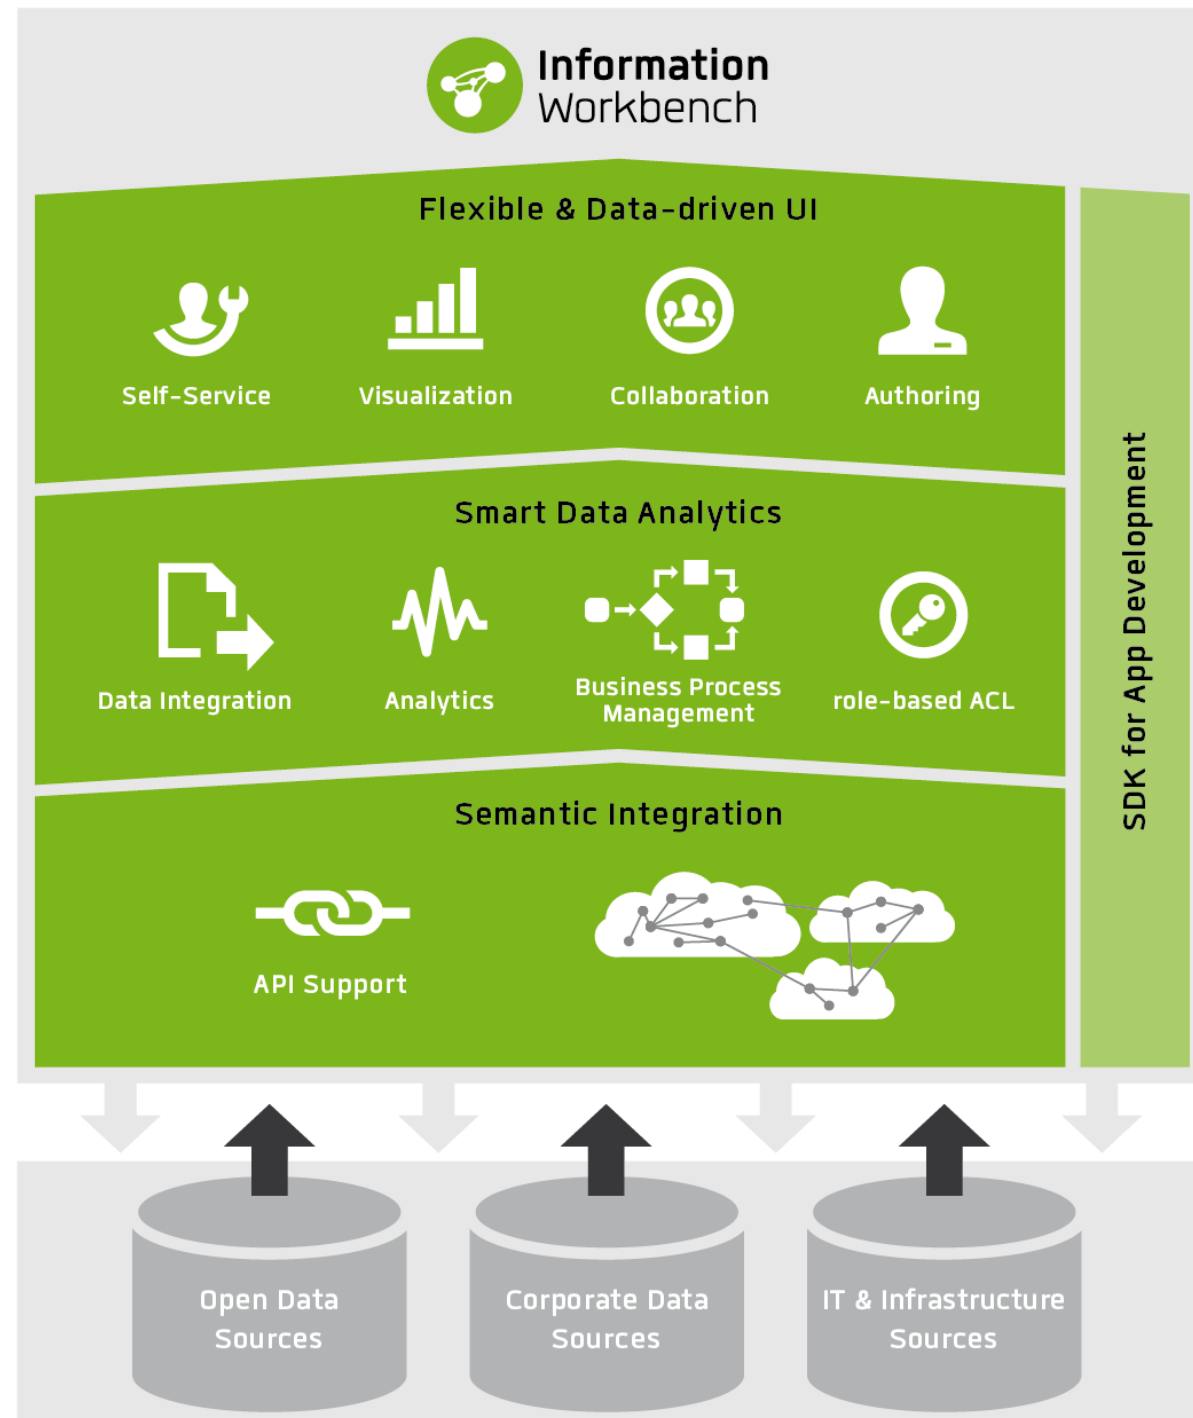 Information
Workbench
Flexible & Data-driven UI
Self-Service
Visualization
Collaboration
Authoring
Smart Data Analytics
Data Integration
Analytics
Business Process
Management
role-based ACL
Semantic Integration
API Support
SDK for App Development
Open Data
Sources
Corporate Data
Sources
IT & Infrastructure
Sources